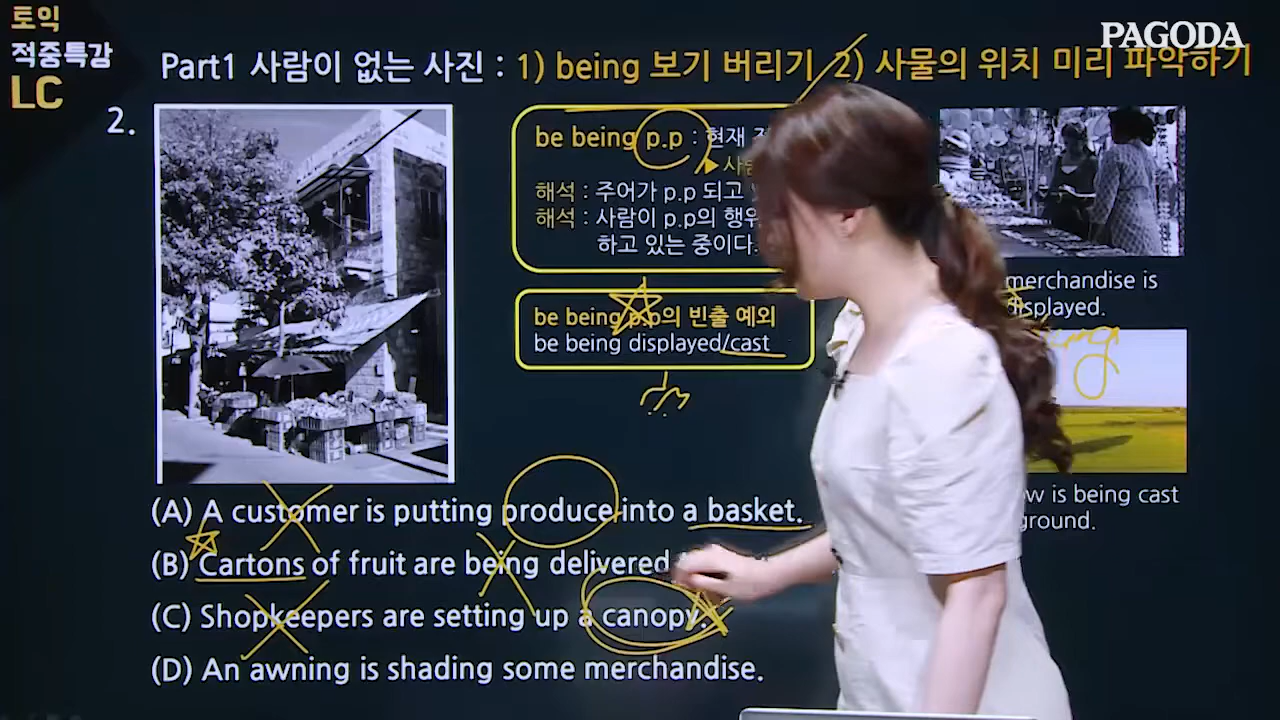 토익
적중특강
LC
PAGODA
Part1 사람이 없는 사진 : 1) being 보기 버리기 2) 사물의 위치 미리 파악하기
2.
be being p.p : 현재
해석 : 주어가 p.p 되고
해석 : 사람이 p.p의 행위
하고 있는 중이다.
be being p.p의 빈출 예외
be being displayed/cast
merchandise is
displayed.
is being cast
ground.
(A) A customer is putting produce into a basket.
(B) Cartons of fruit are being delivered
(C) Shopkeepers are setting up a canopy.
(D) An awning is shading some merchandise.